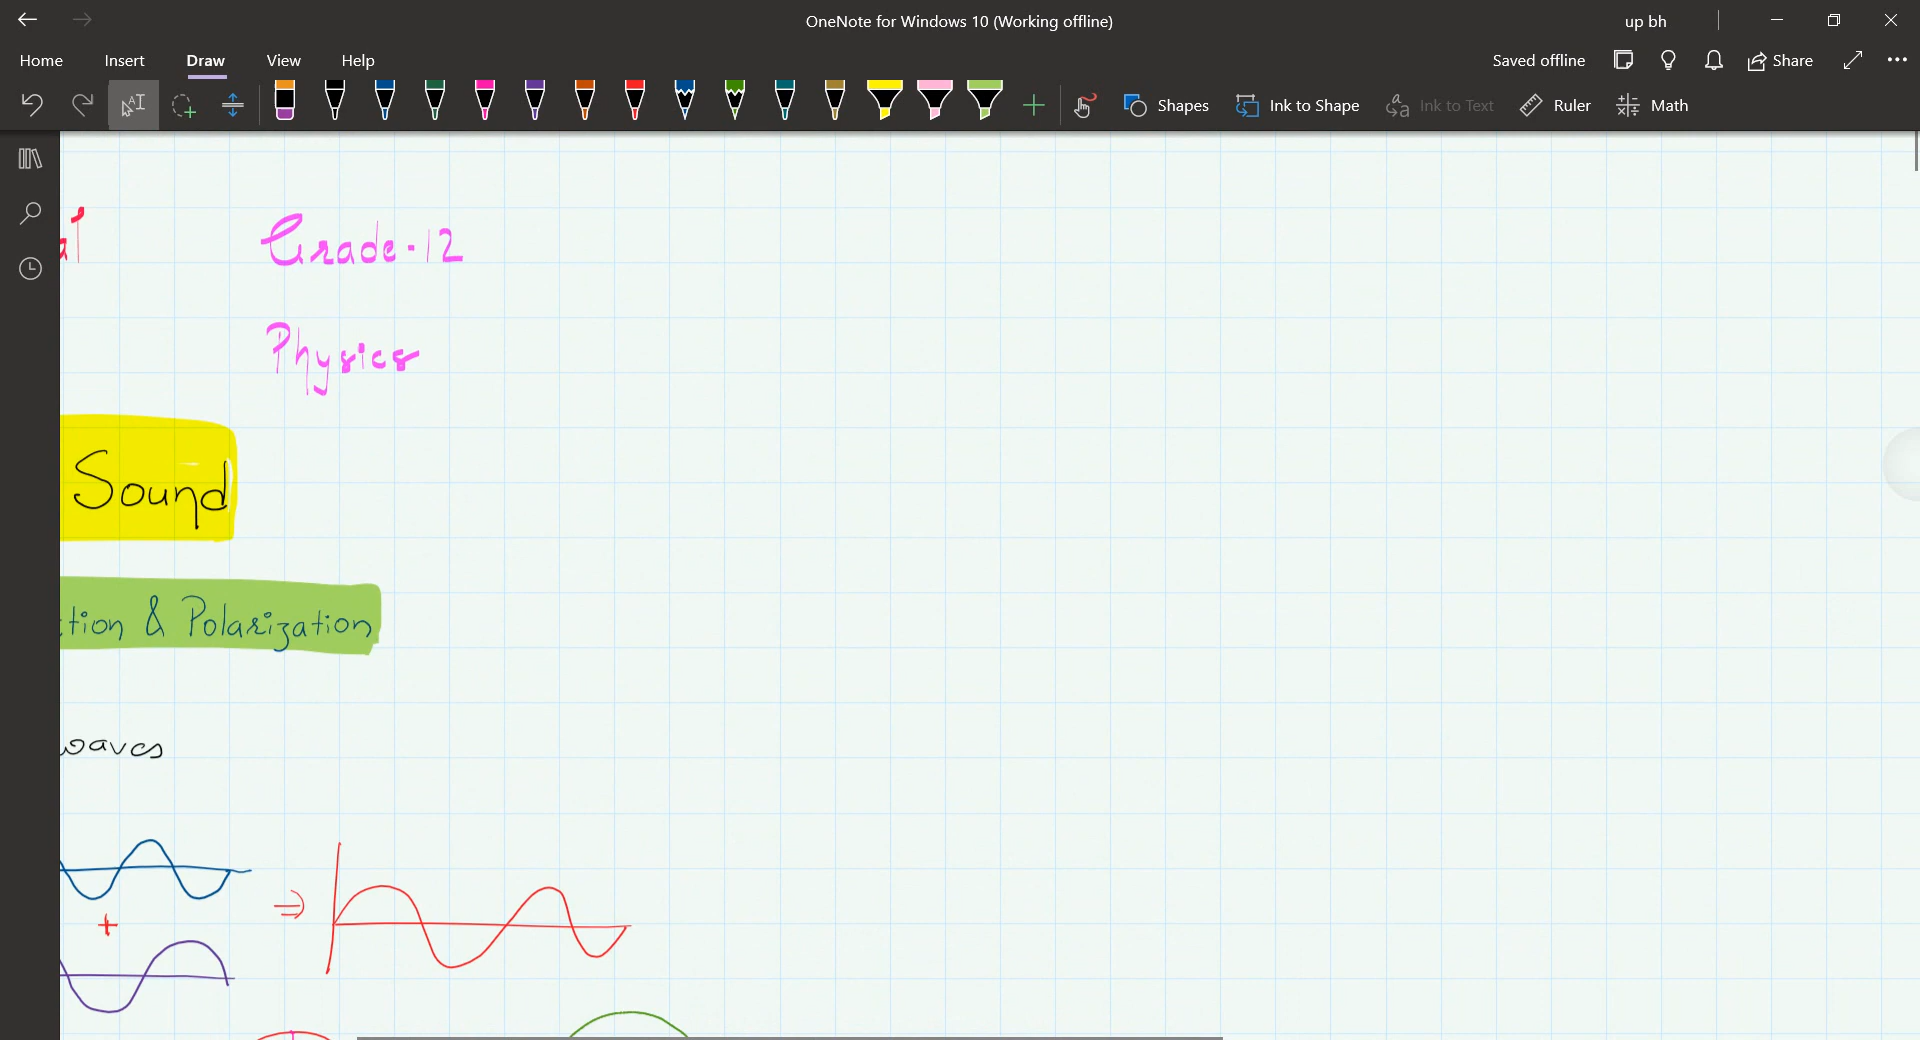 OneNote for Windows 10 (Working offline)
up bh
Home Insert Draw View Help
Saved offline
Share
Shapes Ink to Shape Ink to Text Ruler Math
Grade-12
Physics
Sound
ction & Polarization
waves
+
⇒